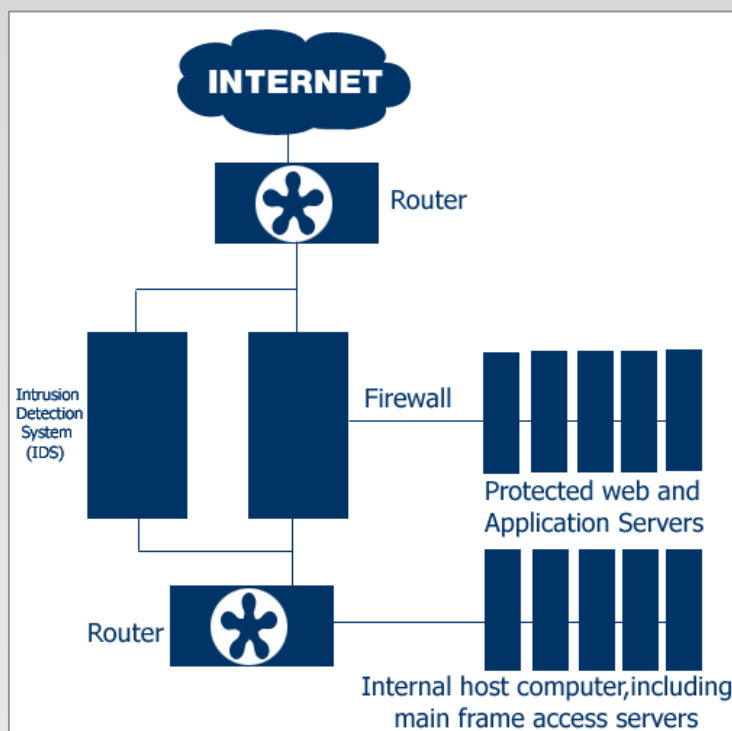 INTERNET
Router
Intrusion
Detection
System
(IDS)
Firewall
Protected web and
Application Servers
Router
Internal host computer,including
main frame access servers